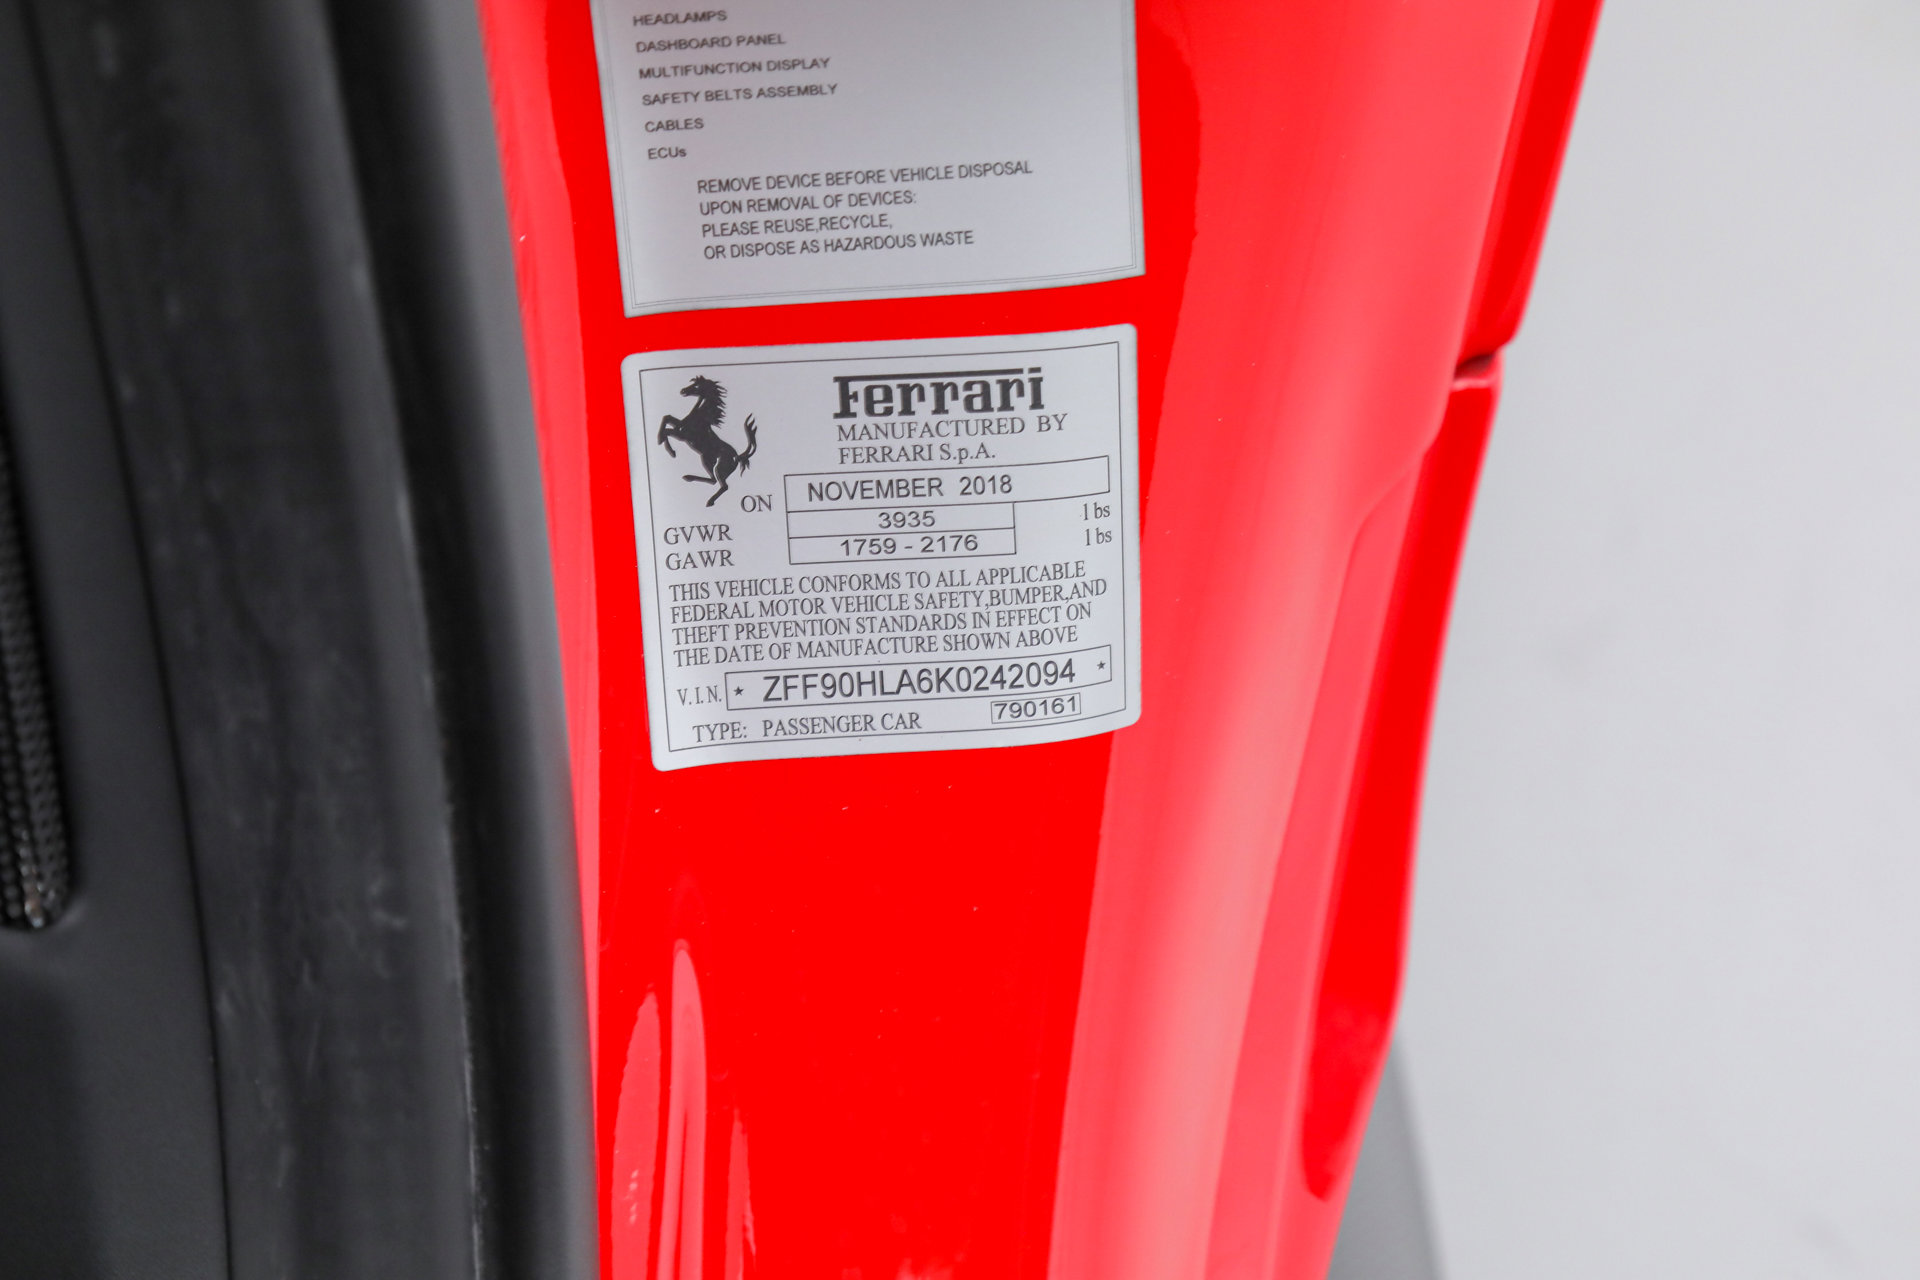 HEADLAMPS
DASHBOARD PANEL
MULTIFUNCTION DISPLAY
SAFETY BELTS ASSEMBLY
CABLES
ECUs
REMOVE DEVICE BEFORE VEHICLE DISPOSAL
UPON REMOVAL OF DEVICES:
PLEASE REUSE,RECYCLE,
OR DISPOSE AS HAZARDOUS WASTE
Ferrari
MANUFACTURED BY
FERRARI S.p.A.
ON NOVEMBER 2018
GVWR 3935 lbs
GAWR 1759 - 2176 lbs
THIS VEHICLE CONFORMS TO ALL APPLICABLE
FEDERAL MOTOR VEHICLE SAFETY,BUMPER,AND
THEFT PREVENTION STANDARDS IN EFFECT ON
THE DATE OF MANUFACTURE SHOWN ABOVE
V.I.N. * ZFF90HLA6K0242094 *
TYPE: PASSENGER CAR 790161